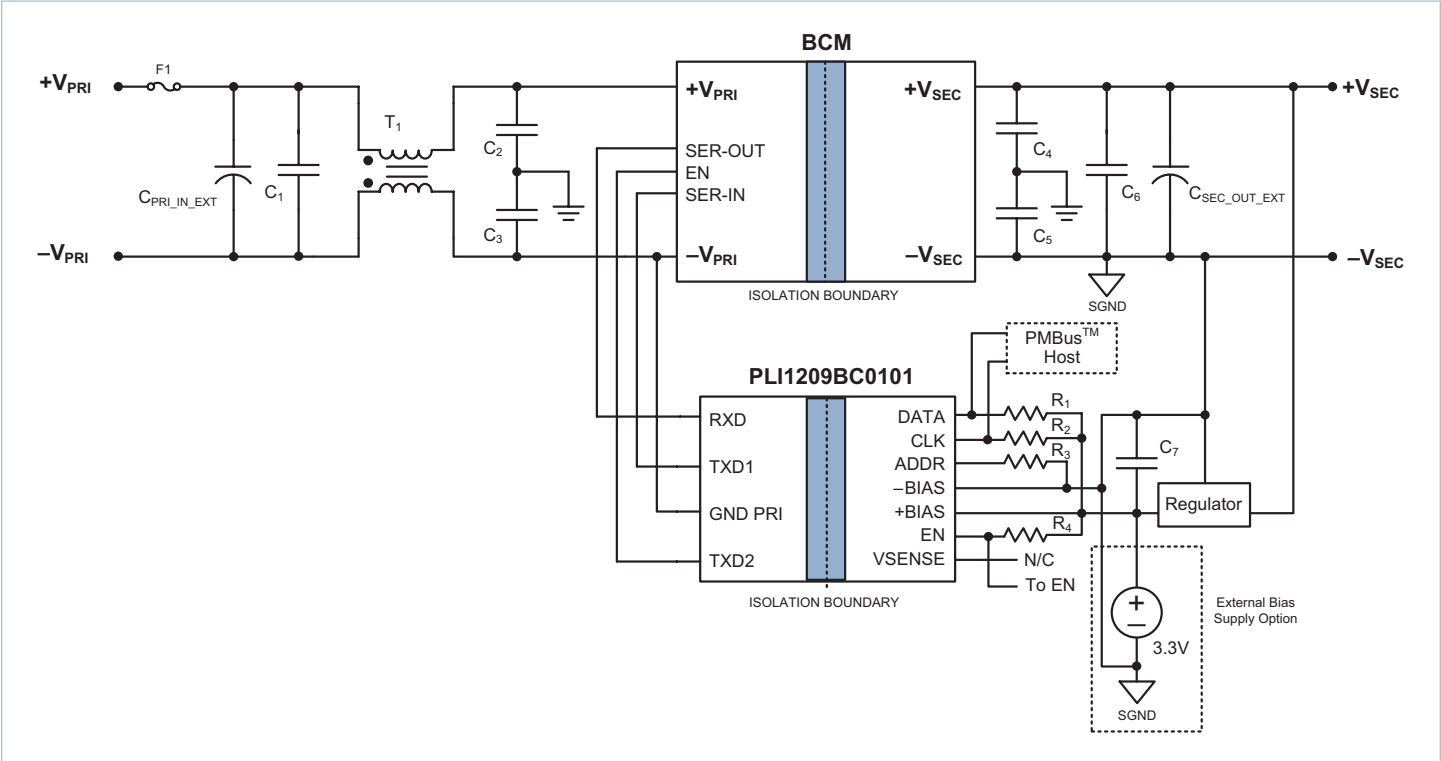 BCM
F1
+VPRI
+VPRI
+VSEC
+VSEC
T1
C2
C4
SER-OUT
EN
SER-IN
CPRI_IN_EXT
C1
C6
CSEC_OUT_EXT
C3
C5
–VPRI
–VPRI
–VSEC
–VSEC
ISOLATION BOUNDARY
SGND
PMBus™
Host
PLI1209BC0101
RXD
DATA
R1
CLK
R2
TXD1
ADDR
R3
C7
–BIAS
GND PRI
+BIAS
Regulator
EN
R4
TXD2
VSENSE
N/C
To EN
ISOLATION BOUNDARY
External Bias
Supply Option
+
–
3.3V
SGND